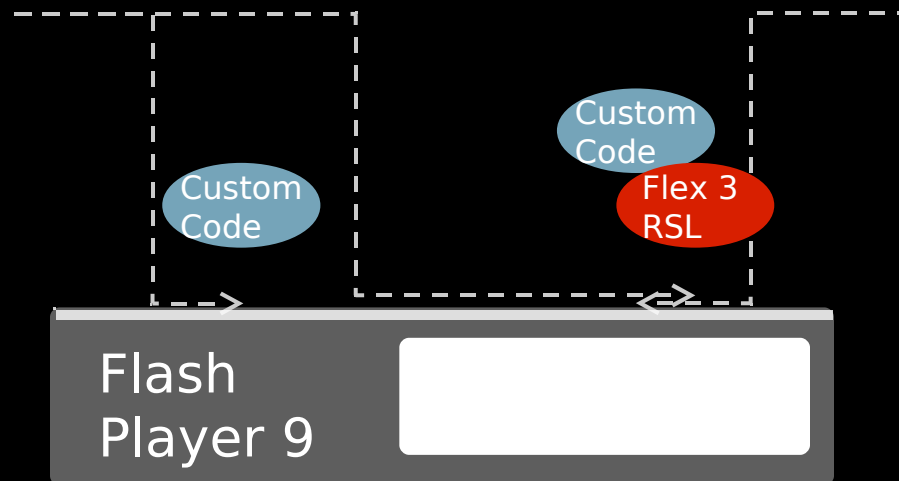 Custom
Code
Custom
Code
Flex 3
RSL
Flash
Player 9